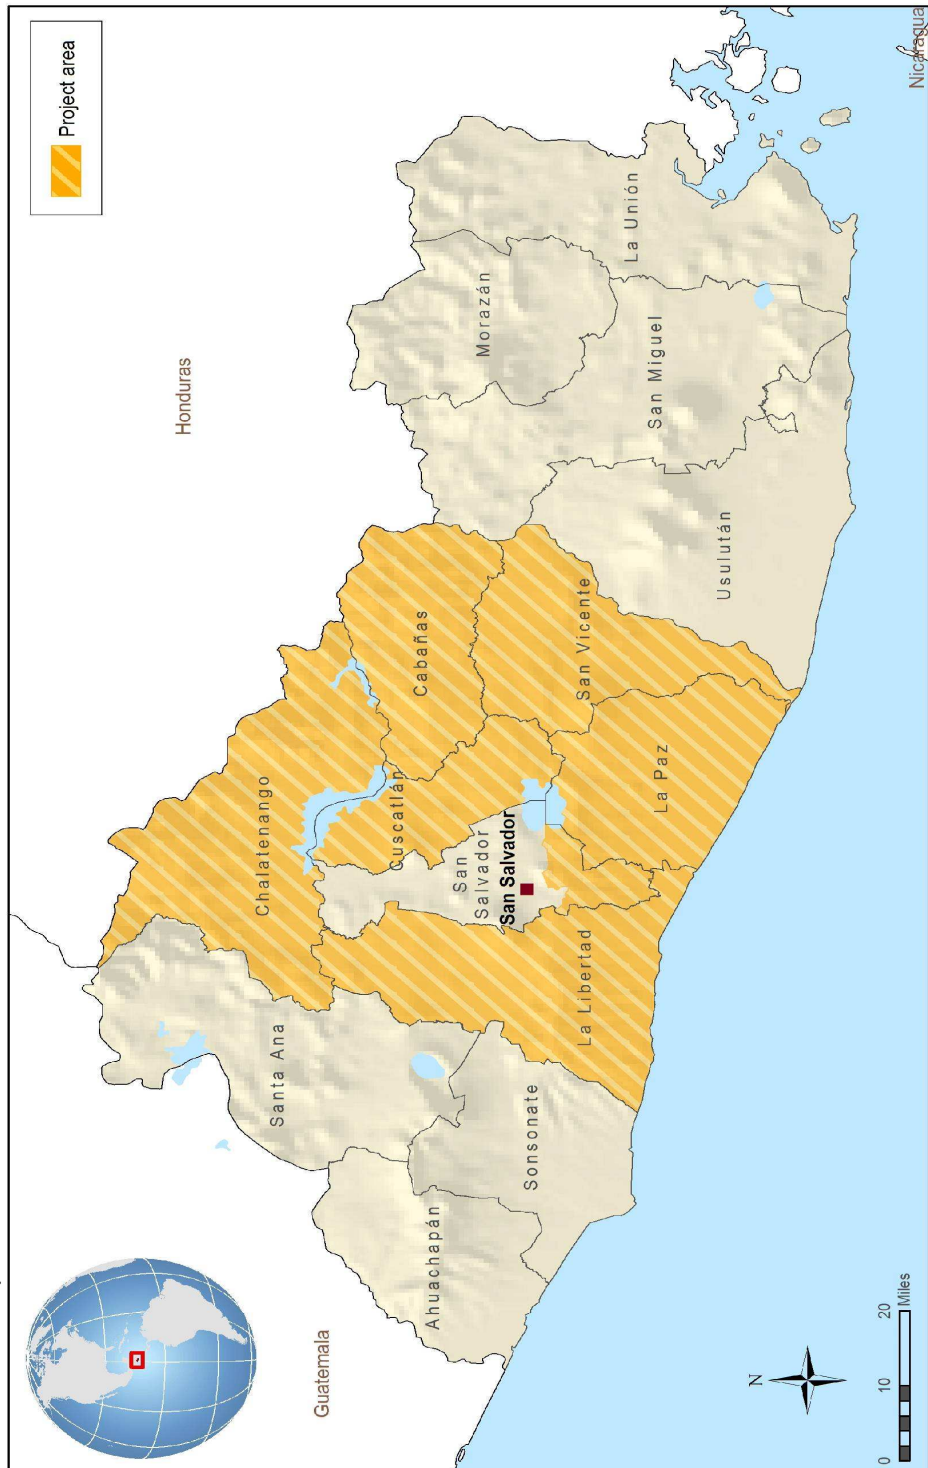 Project area
Honduras
Guatemala
Nicaragua
Chalatenango
Santa Ana
Cabañas
Cuscatlán
Morazán
La Unión
San
Salvador
San Salvador
San Vicente
San Miguel
Ahuachapán
Sonsonate
La Libertad
La Paz
Usulután
N
0 10 20
Miles